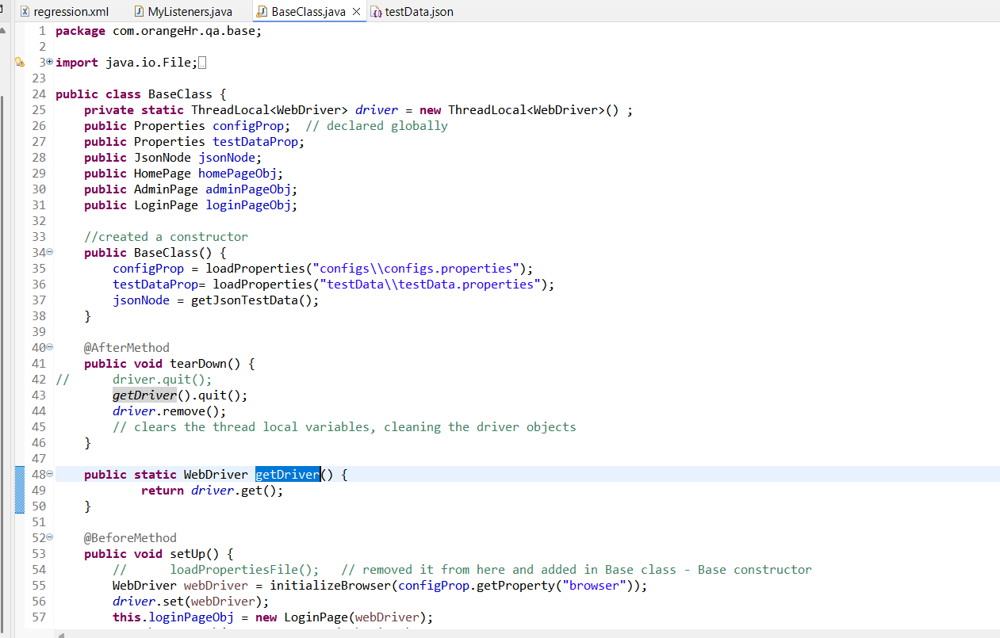 regression.xml MyListeners.java BaseClass.java testData.json
1 package com.orangeHr.qa.base;
2
3 import java.io.File;
23
24 public class BaseClass {
25 private static ThreadLocal<WebDriver> driver = new ThreadLocal<WebDriver>() ;
26 public Properties configProp; // declared globally
27 public Properties testDataProp;
28 public JsonNode jsonNode;
29 public HomePage homePageObj;
30 public AdminPage adminPageObj;
31 public LoginPage loginPageObj;
32
33 //created a constructor
34 public BaseClass() {
35 configProp = loadProperties("configs\\configs.properties");
36 testDataProp= loadProperties("testData\\testData.properties");
37 jsonNode = getJsonTestData();
38 }
39
40 @AfterMethod
41 public void tearDown() {
42 // driver.quit();
43 getDriver().quit();
44 driver.remove();
45 // clears the thread local variables, cleaning the driver objects
46 }
47
48 public static WebDriver getDriver() {
49 return driver.get();
50 }
51
52 @BeforeMethod
53 public void setUp() {
54 // loadPropertiesFile(); // removed it from here and added in Base class - Base constructor
55 WebDriver webDriver = initializeBrowser(configProp.getProperty("browser"));
56 driver.set(webDriver);
57 this.loginPageObj = new LoginPage(webDriver);